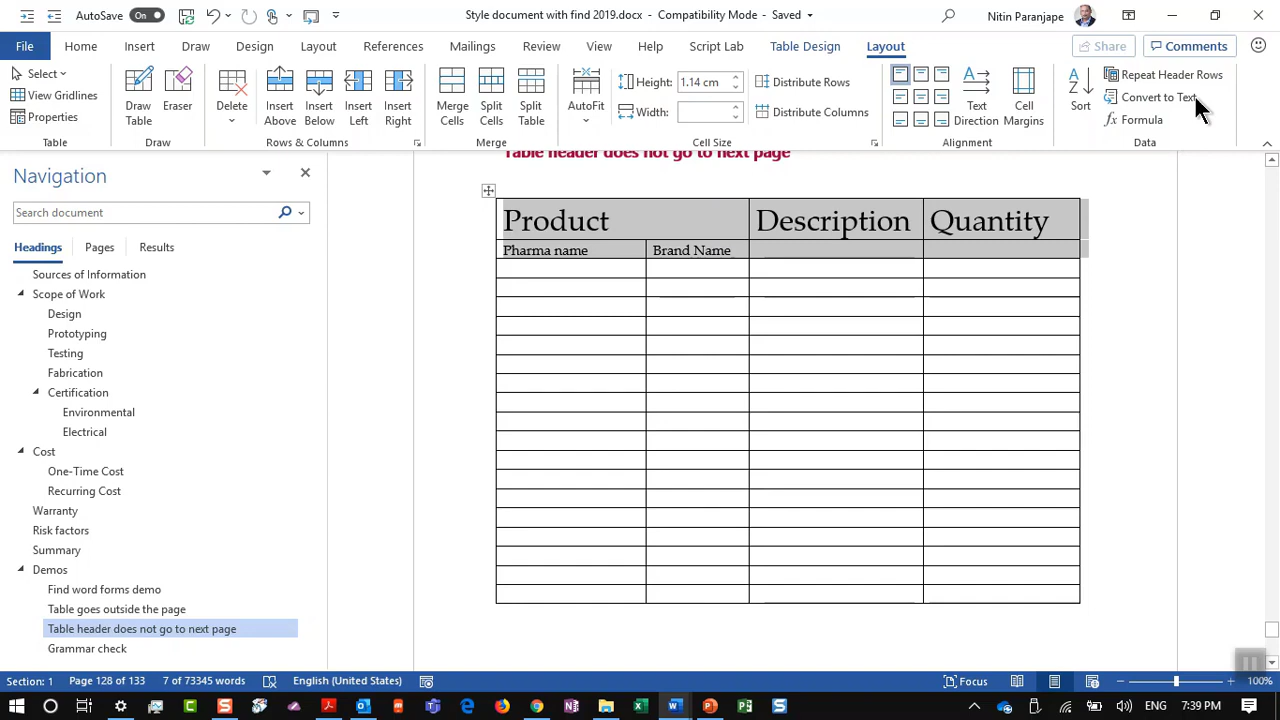 AutoSave On
Style document with find 2019.docx - Compatibility Mode - Saved
Nitin Paranjape
File Home Insert Draw Design Layout References Mailings Review View Help Script Lab Table Design Layout Share Comments
Select
View Gridlines
Properties
Table
Draw Table
Eraser
Draw
Delete
Insert Above
Insert Below
Insert Left
Insert Right
Rows & Columns
Merge Cells
Split Cells
Split Table
Merge
AutoFit
Height: 1.14 cm
Width:
Distribute Rows
Distribute Columns
Cell Size
Text Direction
Cell Margins
Alignment
Sort
Repeat Header Rows
Convert to Text
fx Formula
Data
Navigation
Search document
Headings Pages Results
Sources of Information
Scope of Work
Design
Prototyping
Testing
Fabrication
Certification
Environmental
Electrical
Cost
One-Time Cost
Recurring Cost
Warranty
Risk factors
Summary
Demos
Find word forms demo
Table goes outside the page
Table header does not go to next page
Grammar check
Table header does not go to next page
Product Description Quantity
Pharma name Brand Name
Section: 1 Page 128 of 133 7 of 73345 words English (United States) Focus 100%
ENG 7:39 PM